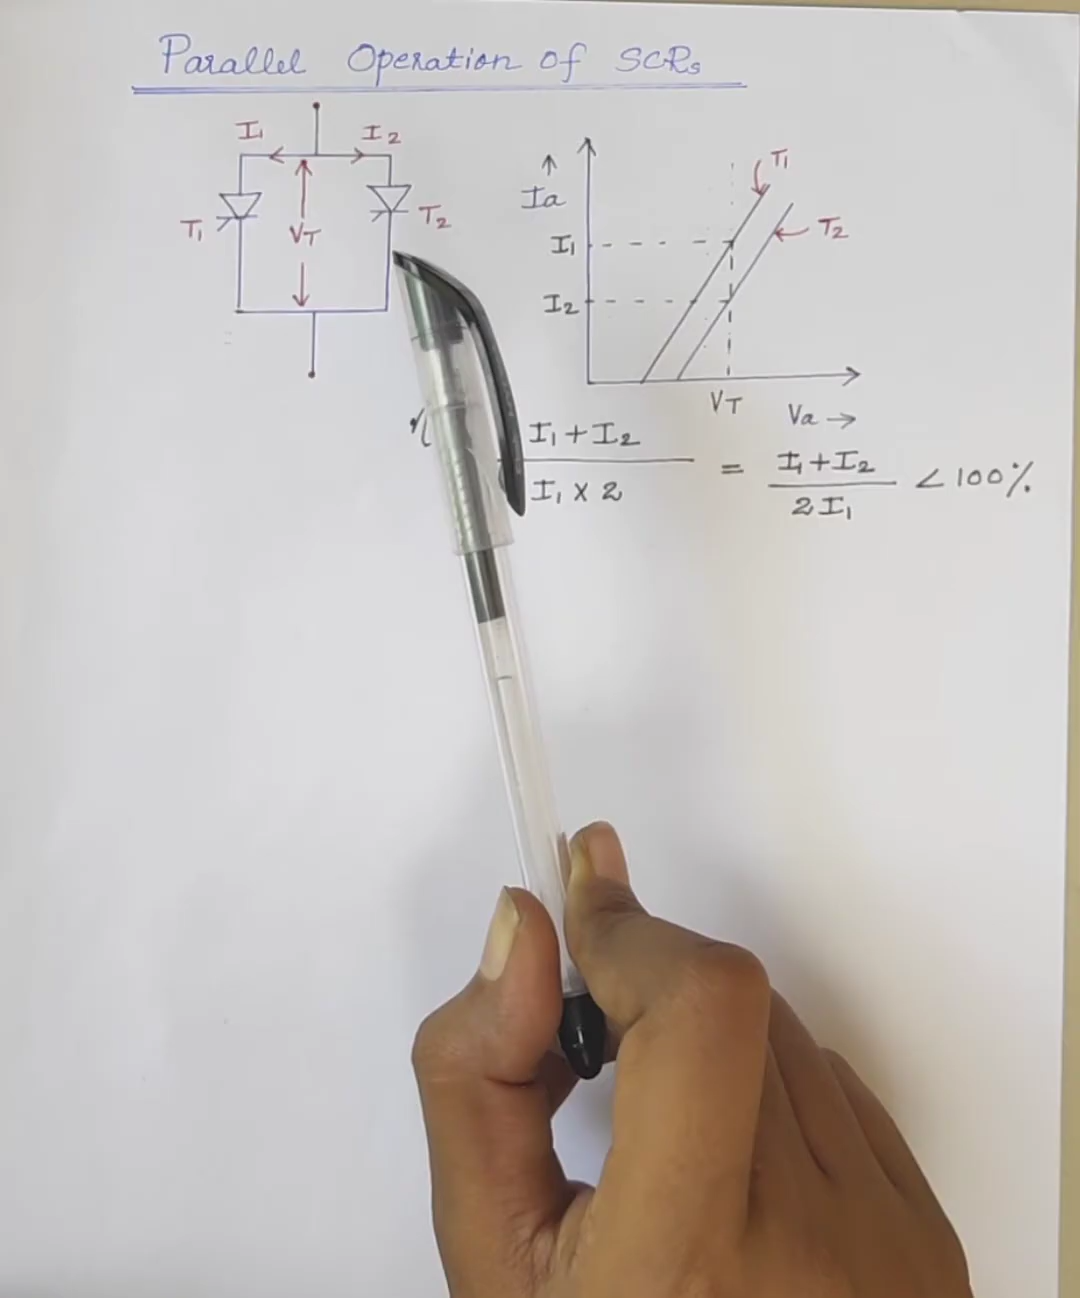 Parallel Operation of SCRs
I1 I2
T1 VT T2
Ia
I1
I2
T1
T2
VT Va →
η I1 + I2 / I1 × 2 = I1 + I2 / 2I1 < 100%